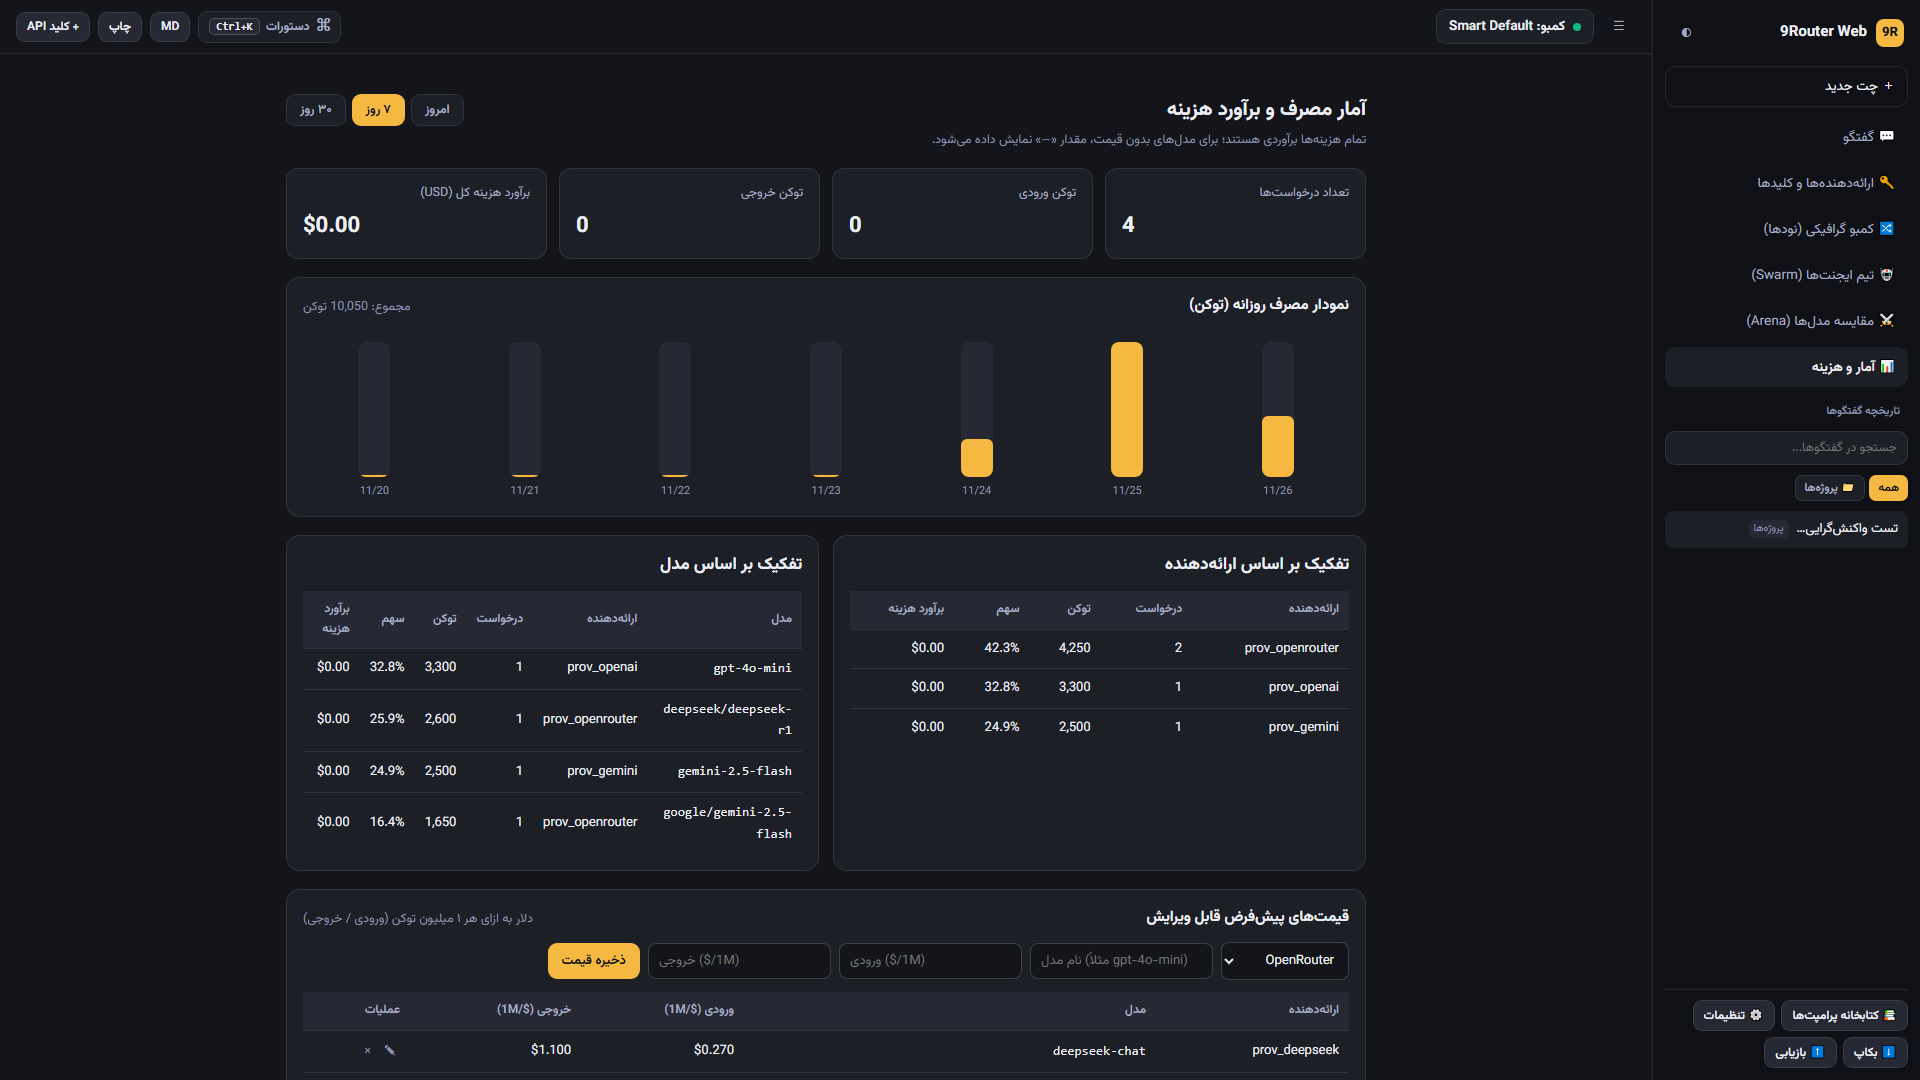 9R 9Router Web
+ چت جدید
گفتگو
ارائه‌دهنده‌ها و کلیدها
کمبو گرافیکی (نودها)
تیم ایجنت‌ها (Swarm)
مقایسه مدل‌ها (Arena)
آمار و هزینه
تاریخچه گفتگوها
جستجو در گفتگوها...
همه پروژه‌ها
تست واکنش‌گرایی... پروژه‌ها
کتابخانه پرامپت‌ها تنظیمات
بکاپ بازیابی
کمبو: Smart Default
⌘ دستورات Ctrl+K
MD
چاپ
+ کلید API
آمار مصرف و برآورد هزینه
تمام هزینه‌ها برآوردی هستند؛ برای مدل‌های بدون قیمت، مقدار «—» نمایش داده می‌شود.
امروز ۷ روز ۳۰ روز
تعداد درخواست‌ها
4
توکن ورودی
0
توکن خروجی
0
برآورد هزینه کل (USD)
$0.00
نمودار مصرف روزانه (توکن)
مجموع: 10,050 توکن
11/20 11/21 11/22 11/23 11/24 11/25 11/26
تفکیک بر اساس ارائه‌دهنده
ارائه‌دهنده درخواست توکن سهم برآورد هزینه
prov_openrouter 2 4,250 42.3% $0.00
prov_openai 1 3,300 32.8% $0.00
prov_gemini 1 2,500 24.9% $0.00
تفکیک بر اساس مدل
مدل ارائه‌دهنده درخواست توکن سهم برآورد
هزینه
gpt-4o-mini prov_openai 1 3,300 32.8% $0.00
deepseek/deepseek-
r1 prov_openrouter 1 2,600 25.9% $0.00
gemini-2.5-flash prov_gemini 1 2,500 24.9% $0.00
google/gemini-2.5-
flash prov_openrouter 1 1,650 16.4% $0.00
قیمت‌های پیش‌فرض قابل ویرایش
دلار به ازای هر ۱ میلیون توکن (ورودی / خروجی)
OpenRouter
نام مدل (مثلاً gpt-4o-mini)
ورودی ($/1M)
خروجی ($/1M)
ذخیره قیمت
ارائه‌دهنده مدل ورودی ($/1M) خروجی ($/1M) عملیات
prov_deepseek deepseek-chat $0.270 $1.100 ×